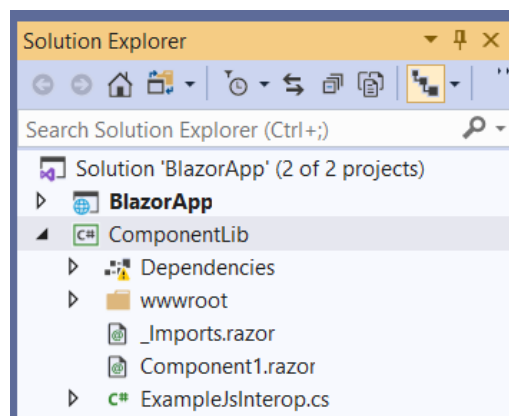 Solution Explorer
Search Solution Explorer (Ctrl+;)
Solution 'BlazorApp' (2 of 2 projects)
BlazorApp
C# ComponentLib
Dependencies
wwwroot
_Imports.razor
Component1.razor
C# ExampleJsInterop.cs